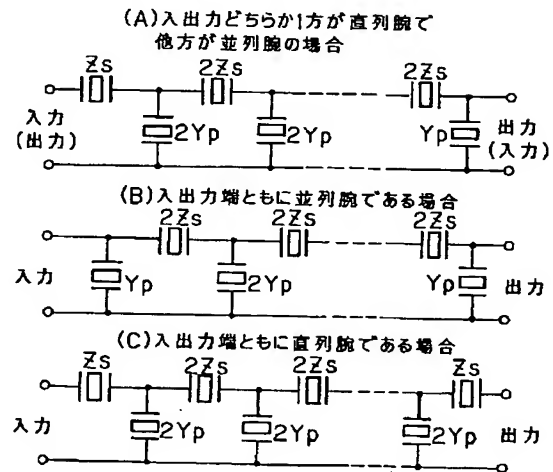 (A)入出力どちらか1方が直列腕で
他方が並列腕の場合
Zs 2Zs 2Zs
入力
(出力)
2Yp 2Yp Yp
出力
(入力)
(B)入出力端ともに並列腕である場合
2Zs 2Zs 2Zs
入力 Yp 2Yp Yp 出力
(C)入出力端ともに直列腕である場合
Zs 2Zs 2Zs Zs
入力 2Yp 2Yp 2Yp 出力